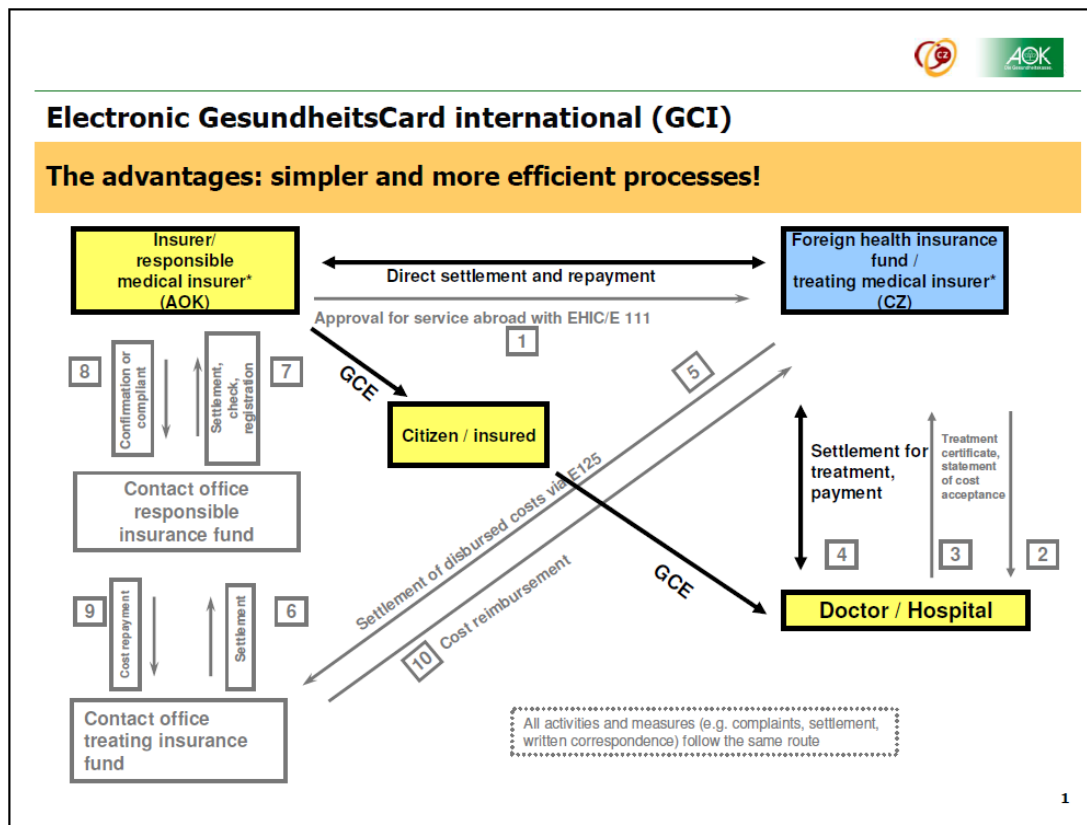 CZ
AOK
Die Gesundheitskasse.
Electronic GesundheitsCard international (GCI)
The advantages: simpler and more efficient processes!
Insurer/
responsible
medical insurer*
(AOK)
Direct settlement and repayment
Foreign health insurance
fund /
treating medical insurer*
(CZ)
Approval for service abroad with EHIC/E 111
1
8
Confirmation or
compliant
Settlement,
check,
registration
7
GCE
5
Citizen / insured
Settlement for
treatment,
payment
Treatment
certificate,
statement
of cost
acceptance
Contact office
responsible
insurance fund
Settlement of disbursed costs via E125
4
3
2
GCE
9
Cost repayment
Settlement
6
Doctor / Hospital
10
Cost reimbursement
Contact office
treating insurance
fund
All activities and measures (e.g. complaints, settlement,
written correspondence) follow the same route
1